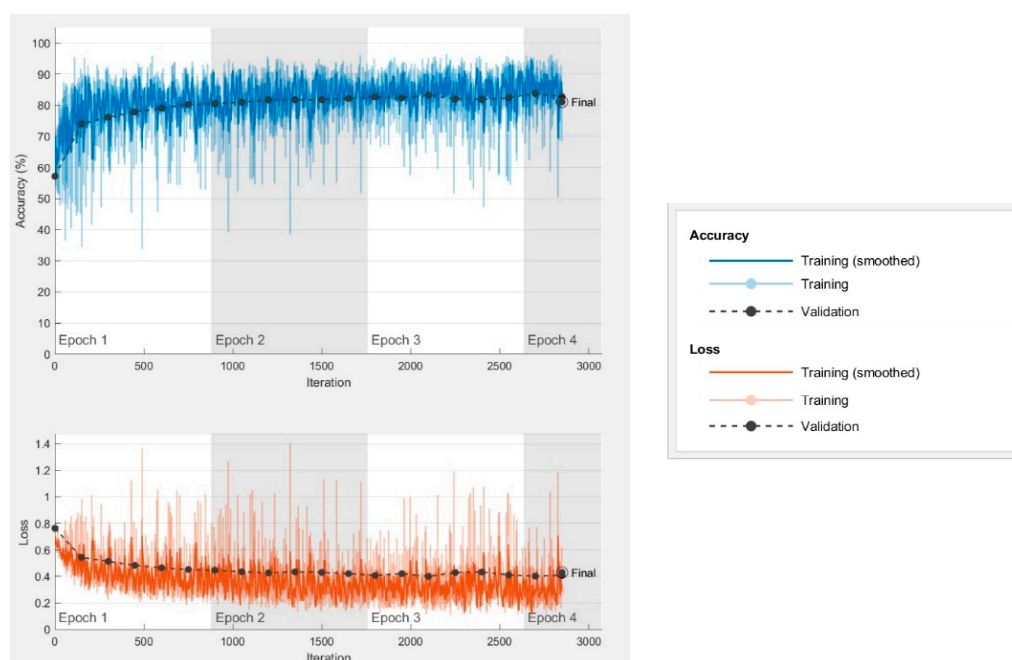 100
90
80
70
60
50
40
30
20
10
0
Accuracy (%)
Final
Epoch 1 Epoch 2 Epoch 3 Epoch 4
0 500 1000 1500 2000 2500 3000
Iteration
1.4
1.2
1
0.8
0.6
0.4
0.2
0
Loss
Final
Epoch 1 Epoch 2 Epoch 3 Epoch 4
0 500 1000 1500 2000 2500 3000
Iteration
Accuracy
Training (smoothed)
Training
Validation
Loss
Training (smoothed)
Training
Validation